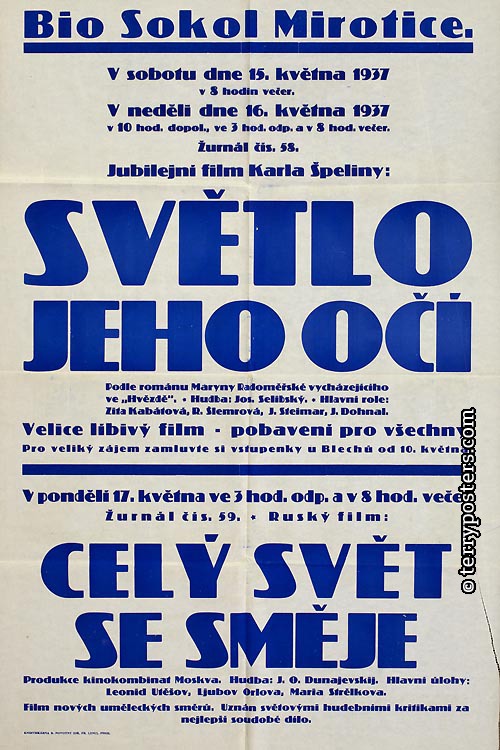 Bio Sokol Mirotice.
V sobotu dne 15. května 1937
v 8 hodin večer.
V neděli dne 16. května 1937
v 10 hod. dopol., ve 3 hod. odp. a v 8 hod. večer.
Žurnál čís. 58.
Jubilejní film Karla Špeliny:
SVĚTLO
JEHO OČÍ
Podle románu Maryny Radoměřské vycházejícího
ve „Hvězdě". • Hudba: Jos. Selibský. • Hlavní role:
Zita Kabátová, R. Šlemrová, J. Steimar, J. Dohnal.
Velice líbivý film - pobavení pro všechny
Pro veliký zájem zamluvte si vstupenky u Blechů od 10. května
V pondělí 17. května ve 3 hod. odp. a v 8 hod. veče
Žurnál čís. 59. * Ruský film:
CELÝ SVĚT
SE SMĚJE
Produkce kinokombinát Moskva. Hudba: J. O. Dunajevskij. Hlavní úlohy:
Leonid Utěsov, Ljubov Orlova, Maria Strělkova.
Film nových uměleckých směrů. Uznán světovými hudebními kritikami za
nejlepší soudobé dílo.
© terryposters.com